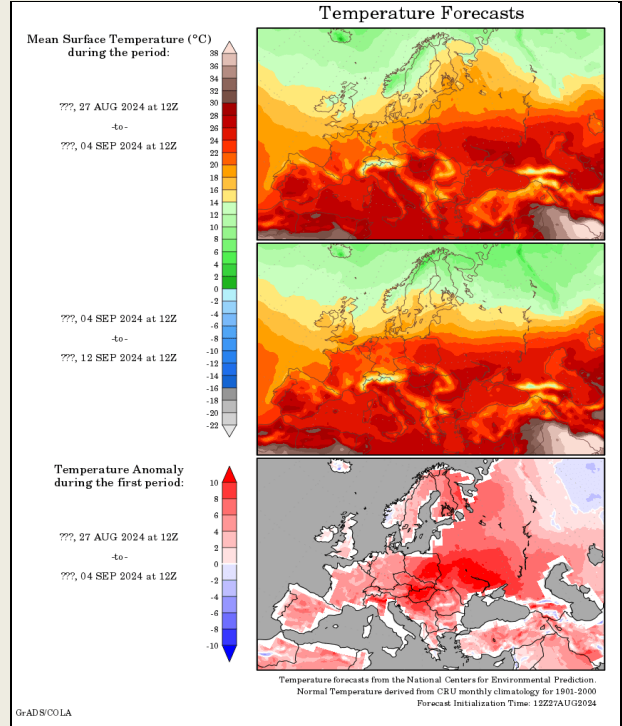 Temperature Forecasts
Mean Surface Temperature (°C)
during the period:
???, 27 AUG 2024 at 12Z
-to-
???, 04 SEP 2024 at 12Z
38
36
34
32
30
28
26
24
22
20
18
16
14
12
10
8
6
4
2
0
-2
-4
-6
-8
-10
-12
-14
-16
-18
-20
-22
???, 04 SEP 2024 at 12Z
-to-
???, 12 SEP 2024 at 12Z
Temperature Anomaly
during the first period:
???, 27 AUG 2024 at 12Z
-to-
???, 04 SEP 2024 at 12Z
10
8
6
4
2
0
-2
-4
-6
-8
-10
Temperature forecasts from the National Centers for Environmental Prediction.
Normal Temperature derived from CRU monthly climatology for 1901-2000
Forecast Initialization Time: 12Z27AUG2024
GrADS/COLA